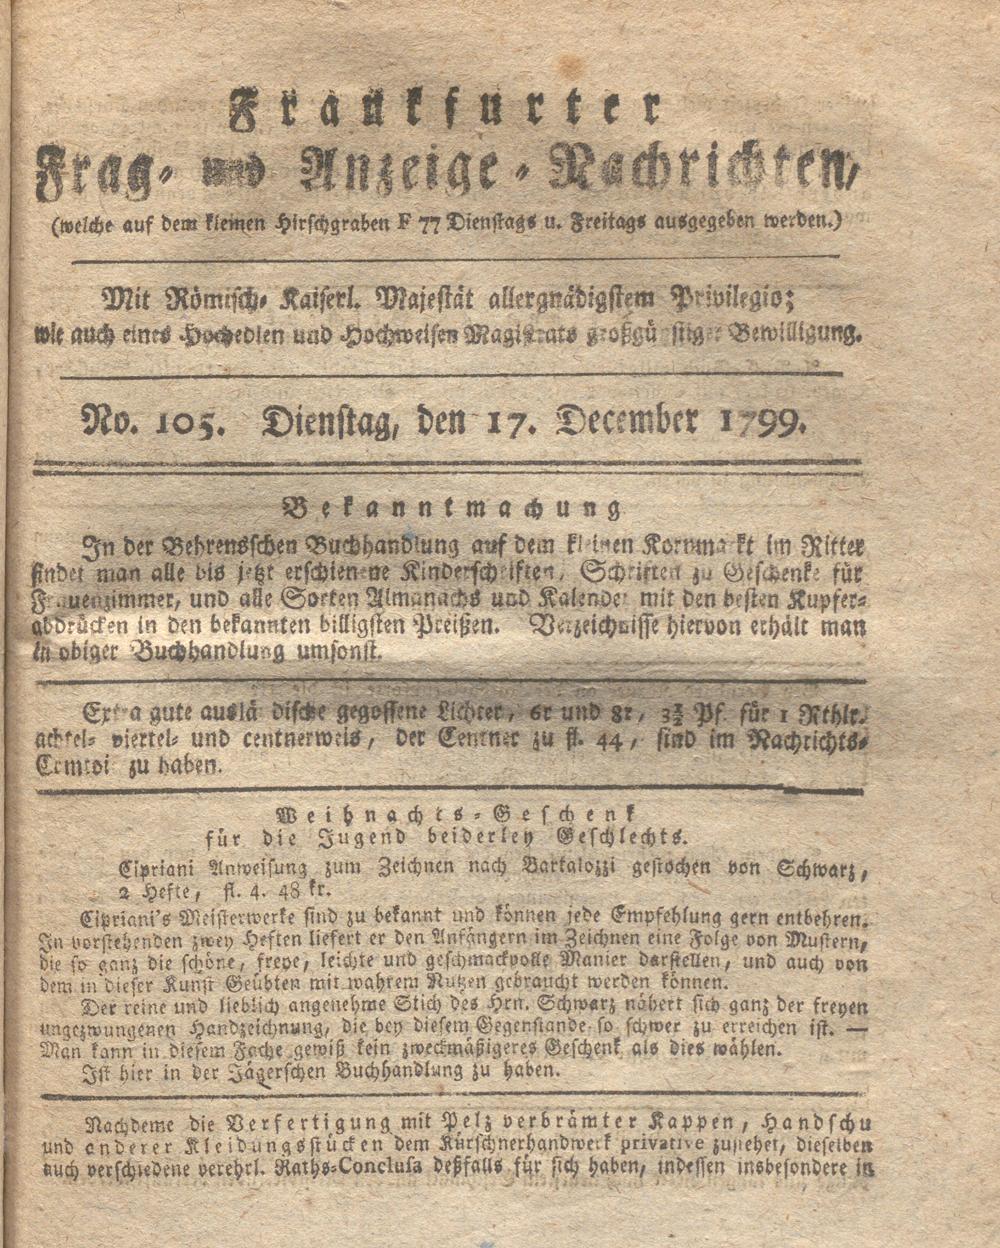 Frankfurter
Frag- und Anzeige-Nachrichten,
(welche auf dem kleinen Hirschgraben F 77 Dienstags u. Freitags ausgegeben werden.)
Mit Römisch- Kaiserl. Majestät allergnädigstem Privilegio;
wie auch eines Hochedlen und Hochweisen Magistrats großgünstiger Bewilligung.
No. 105. Dienstag, den 17. December 1799.
Bekanntmachung
In der Behrensschen Buchhandlung auf dem kleinen Kornmarkt im Ritter
findet man alle bis jetzt erschienene Kinderschriften, Schriften zu Geschenke für
Frauenzimmer, und alle Sorten Almanachs und Kalender mit den besten Kupfer-
abdrücken in den bekannten billigsten Preißen. Verzeichnisse hiervon erhält man
in obiger Buchhandlung umsonst.
Extra gute ausländische gegossene Lichter, 6r und 8r, Pf. für 1 Rthlr.
achtel- viertel- und centnerweis, der Centner zu fl. 44, sind im Nachrichts-
Comtoir zu haben.
Weihnachts-Geschenk
für die Jugend beiderley Geschlechts.
Cipriani Anweisung zum Zeichnen nach Bartalozzi gestochen von Schwarz,
2 Hefte, fl. 4. 48 kr.
Cipriani's Meisterwerke sind zu bekannt und können jede Empfehlung gern entbehren.
In vorstehenden zwey Heften liefert er den Anfängern im Zeichnen eine Folge von Mustern,
die so ganz die schöne, freye, leichte und geschmackvolle Manier darstellen, und auch von
dem in dieser Kunst Geübten mit wahrem Nutzen gebraucht werden können.
Der reine und lieblich angenehme Stich des Hrn. Schwarz nähert sich ganz der freyen
ungezwungenen Handzeichnung, die bey diesem Gegenstande so schwer zu erreichen ist. —
Man kann in diesem Fache gewiß kein zweckmäßigeres Geschenk als dies wählen.
Ist hier in der Jägerschen Buchhandlung zu haben.
Nachdeme die Verfertigung mit Pelz verbrämter Kappen, Handschu
und anderer Kleidungsstücken dem Kürschnerhandwerk privative zustehet, dieselben
auch verschiedene verehrl. Raths-Conclusa deßfalls für sich haben, indessen insbesondere in